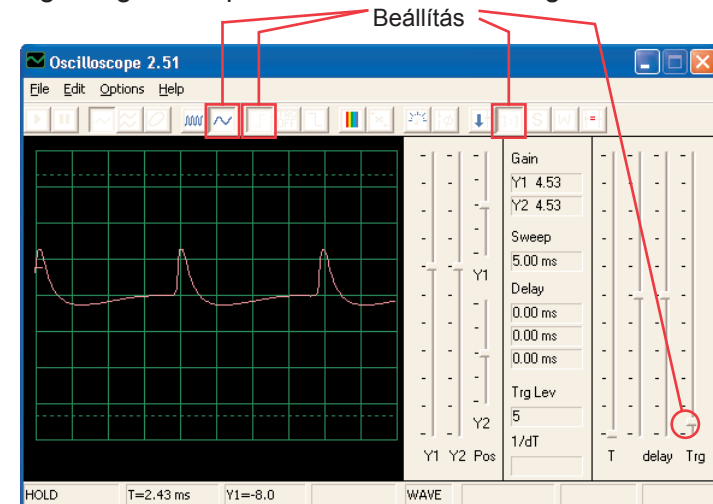 Beállítás
Oscilloscope 2.51
File Edit Options Help
1:1 S W
Gain
Y1 4.53
Y2 4.53
Sweep
5.00 ms
Y1
Delay
0.00 ms
0.00 ms
0.00 ms
Trg Lev
5
Y2
1/dT
Y1 Y2 Pos
T delay Trg
HOLD T=2.43 ms Y1=-8.0 WAVE